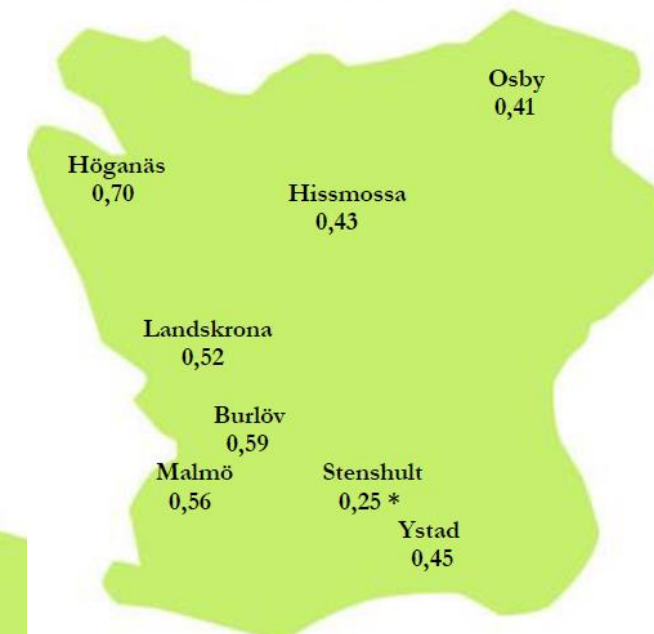 Osby
0,41
Höganäs
0,70
Hissmossa
0,43
Landskrona
0,52
Burlöv
0,59
Malmö
0,56
Stenshult
0,25 *
Ystad
0,45